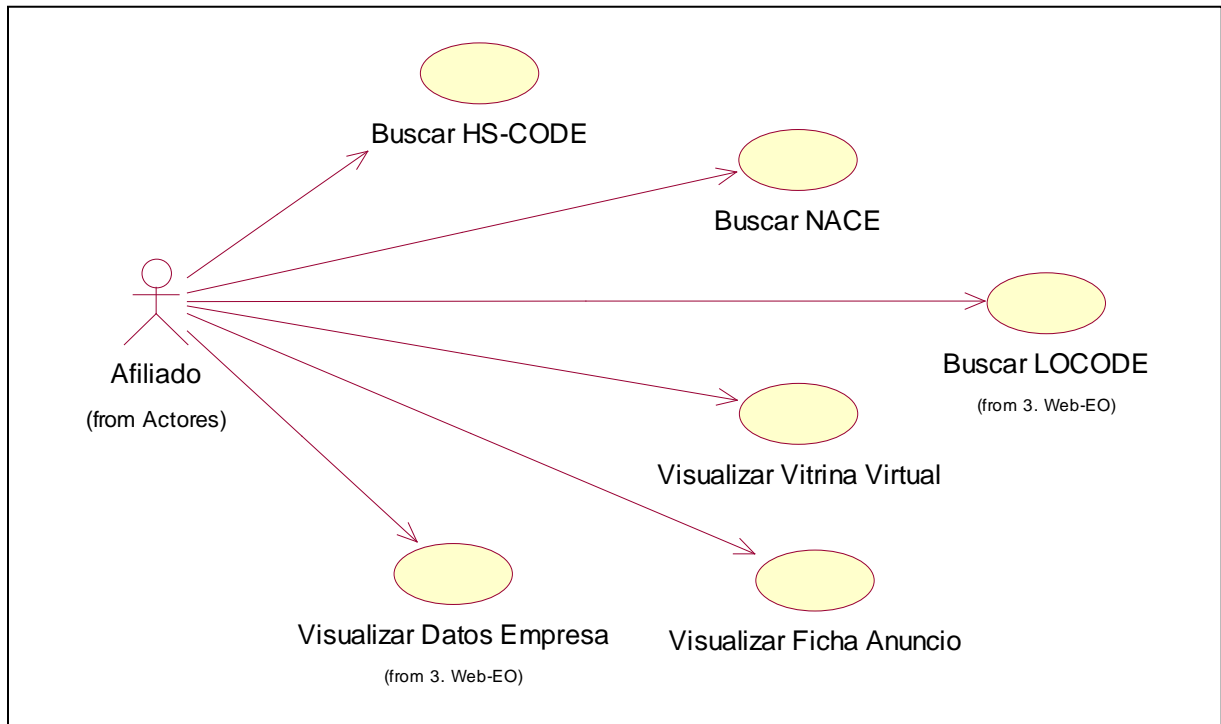 Buscar HS-CODE
Buscar NACE
Afiliado
(from Actores)
Buscar LOCODE
(from 3. Web-EO)
Visualizar Vitrina Virtual
Visualizar Datos Empresa
(from 3. Web-EO)
Visualizar Ficha Anuncio